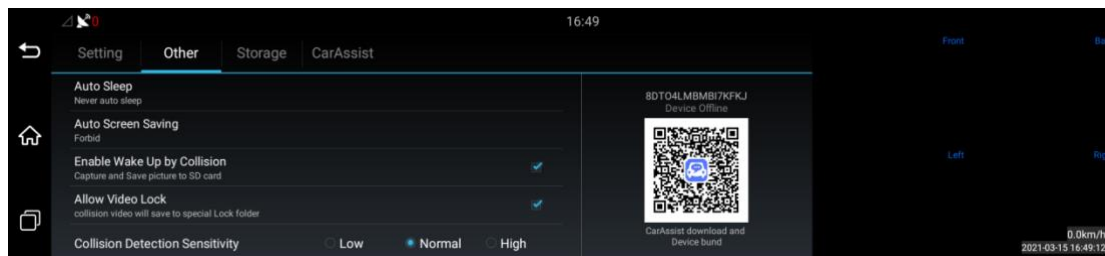 0
16:49
Setting Other Storage CarAssist
Auto Sleep
Never auto sleep
Auto Screen Saving
Forbid
Enable Wake Up by Collision
Capture and Save picture to SD card
Allow Video Lock
collision video will save to special Lock folder
Collision Detection Sensitivity Low Normal High
8DTO4LMBMBI7KFKJ
Device Offline
CarAssist download and
Device bund
Front Ba
Left Rig
0.0km/h
2021-03-15 16:49:12